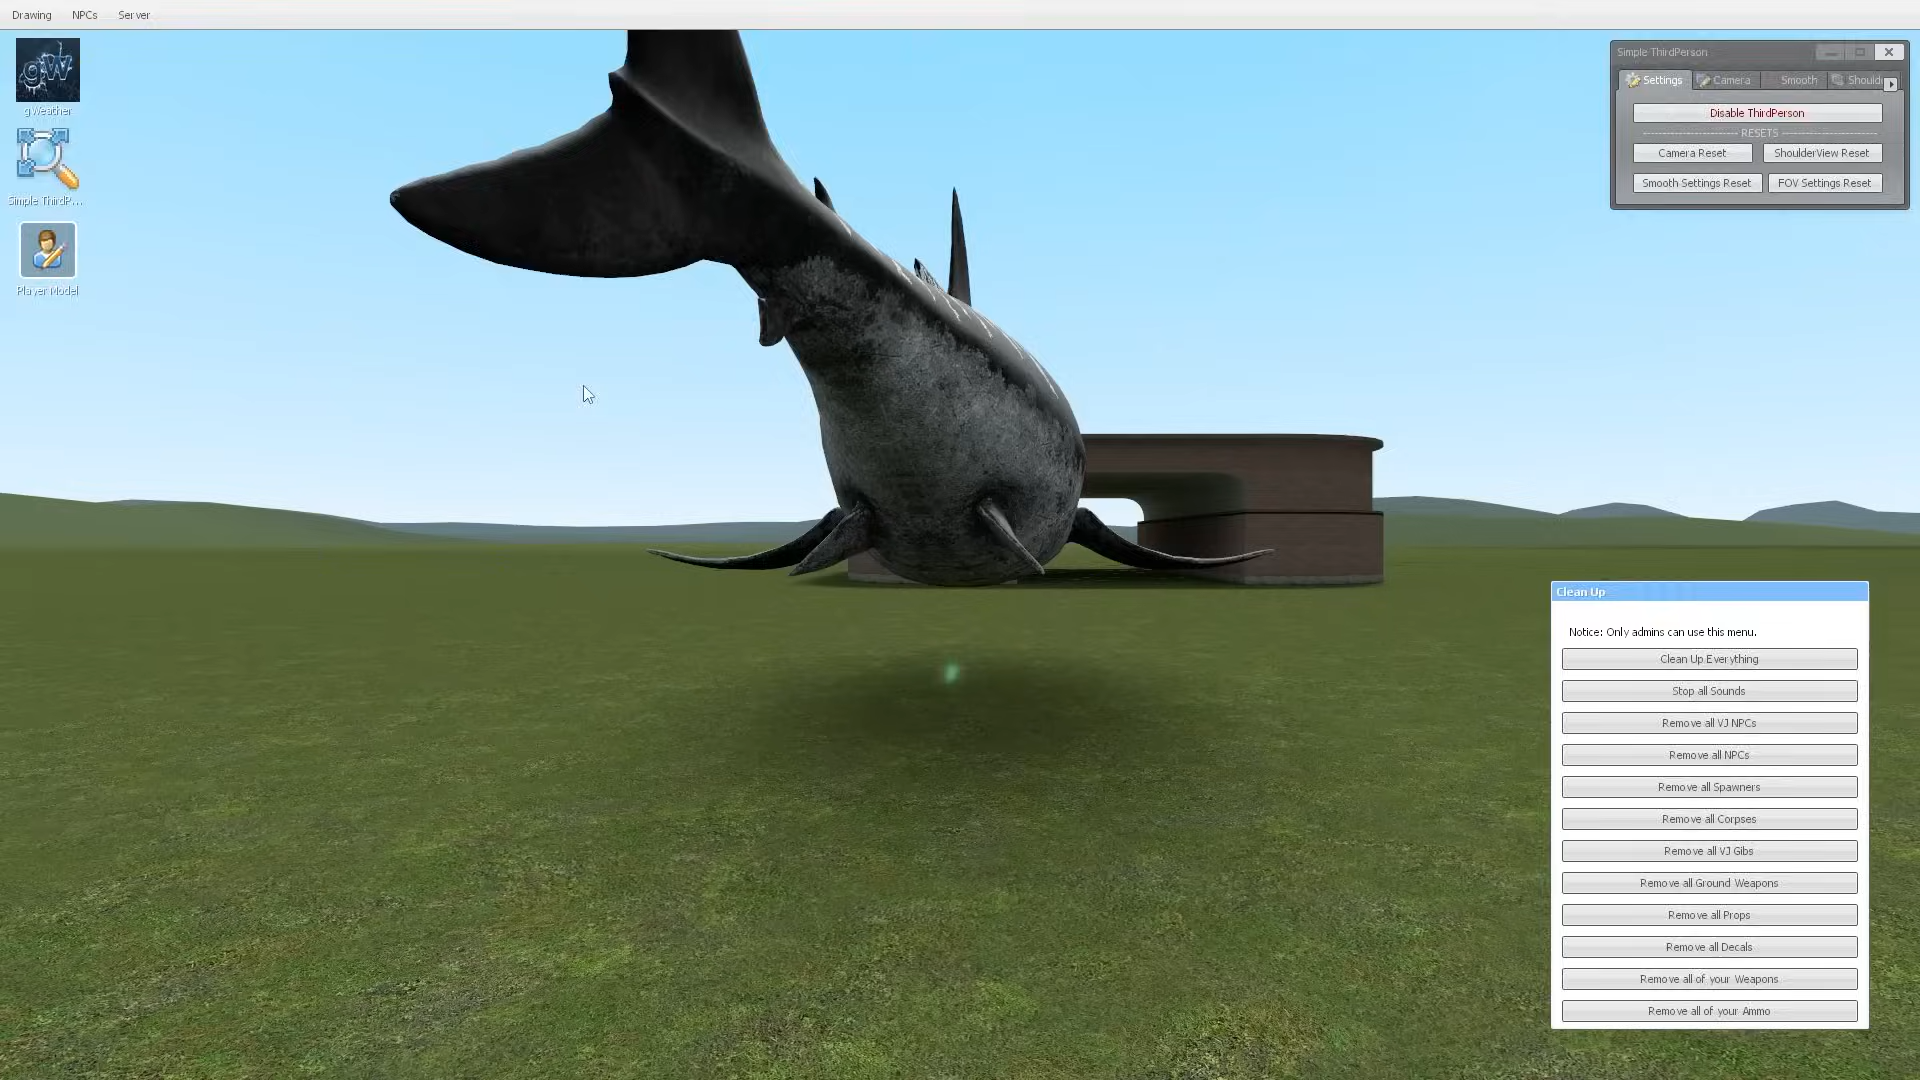 Drawing NPCs Server
gW
gWeather
Simple ThirdP...
Player Model
Simple ThirdPerson
Settings Camera Smooth Should
Disable ThirdPerson
RESETS
Camera Reset ShoulderView Reset
Smooth Settings Reset FOV Settings Reset
Clean Up
Notice: Only admins can use this menu.
Clean Up Everything
Stop all Sounds
Remove all VJ NPCs
Remove all NPCs
Remove all Spawners
Remove all Corpses
Remove all VJ Gibs
Remove all Ground Weapons
Remove all Props
Remove all Decals
Remove all of your Weapons
Remove all of your Ammo